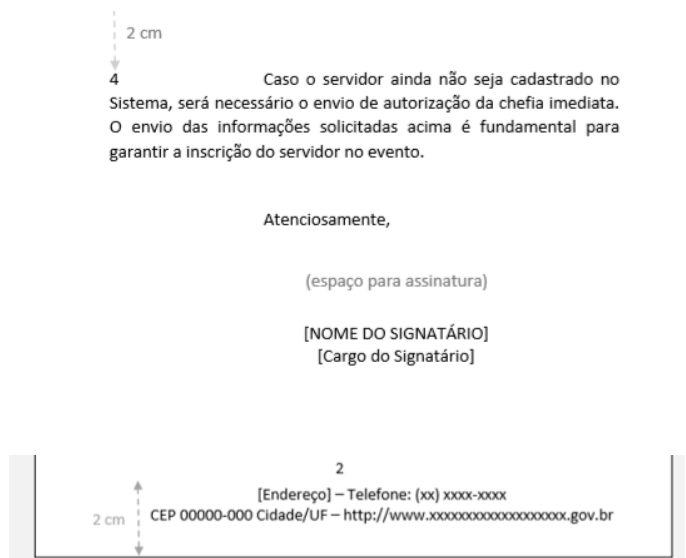 2 cm
4 Caso o servidor ainda não seja cadastrado no
Sistema, será necessário o envio de autorização da chefia imediata.
O envio das informações solicitadas acima é fundamental para
garantir a inscrição do servidor no evento.
Atenciosamente,
(espaço para assinatura)
[NOME DO SIGNATÁRIO]
[Cargo do Signatário]
2
[Endereço] – Telefone: (xx) xxxx-xxxx
2 cm
CEP 00000-000 Cidade/UF – http://www.xxxxxxxxxxxxxxxxxx.gov.br